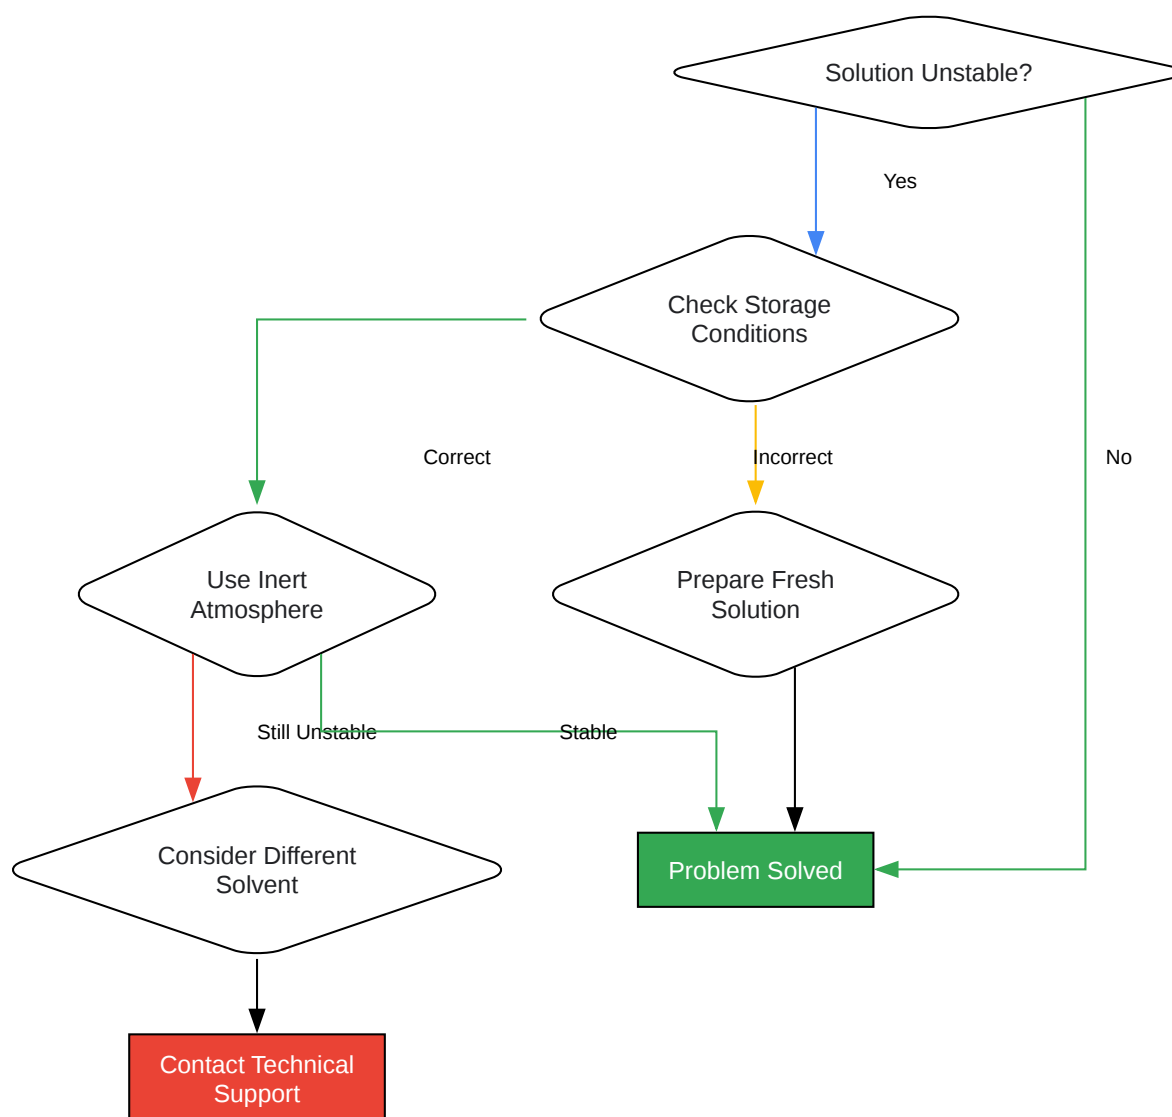 Solution Unstable?
Yes
Check Storage
Conditions
Correct
Incorrect
No
Use Inert
Atmosphere
Prepare Fresh
Solution
Still Unstable
Stable
Consider Different
Solvent
Problem Solved
Contact Technical
Support